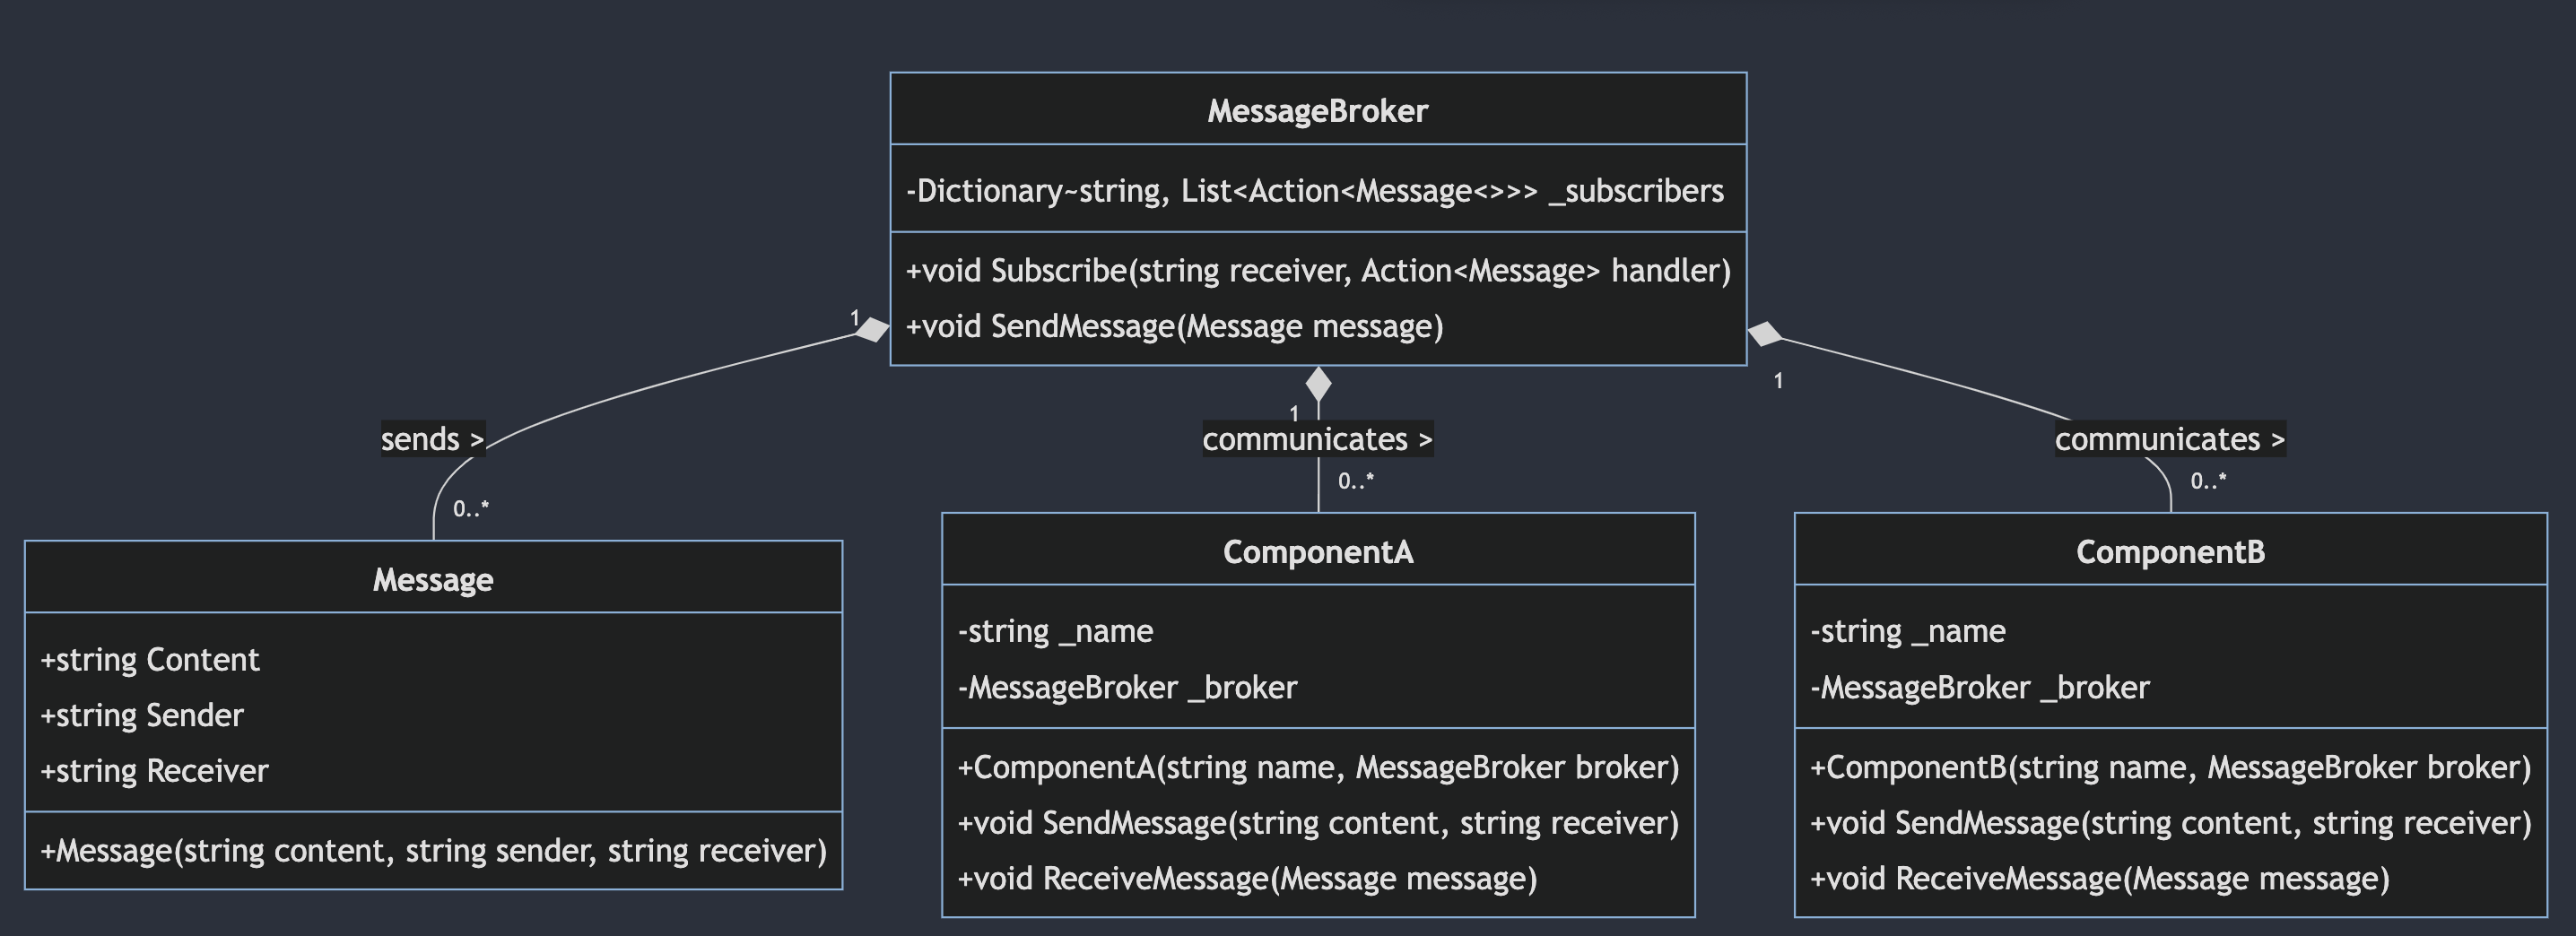 MessageBroker
-Dictionary~string, List<Action<Message<>>> _subscribers
+void Subscribe(string receiver, Action<Message> handler)
+void SendMessage(Message message)
1
1
1
sends >
communicates >
communicates >
0..*
0..*
0..*
Message
+string Content
+string Sender
+string Receiver
+Message(string content, string sender, string receiver)
ComponentA
-string _name
-MessageBroker _broker
+ComponentA(string name, MessageBroker broker)
+void SendMessage(string content, string receiver)
+void ReceiveMessage(Message message)
ComponentB
-string _name
-MessageBroker _broker
+ComponentB(string name, MessageBroker broker)
+void SendMessage(string content, string receiver)
+void ReceiveMessage(Message message)